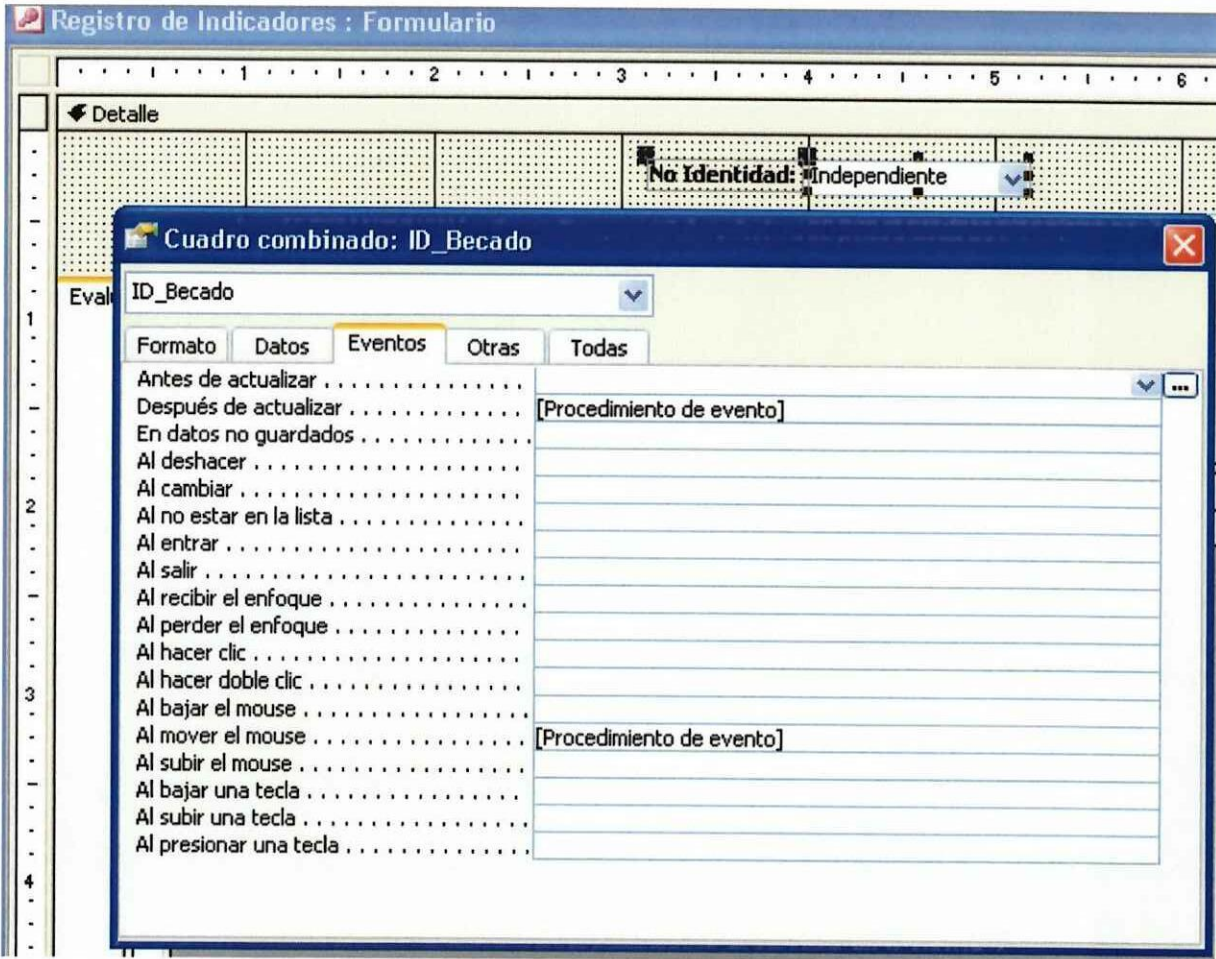 Registro de Indicadores : Formulario
1 2 3 4 5 6
Detalle
No Identidad: Independiente
Cuadro combinado: ID_Becado
Eval
ID_Becado
Formato Datos Eventos Otras Todas
Antes de actualizar . . . . . . . . . . . . . . . ...
Después de actualizar . . . . . . . . . . . . . [Procedimiento de evento]
En datos no guardados . . . . . . . . . . . . .
Al deshacer . . . . . . . . . . . . . . . . . . . .
Al cambiar . . . . . . . . . . . . . . . . . . . . .
Al no estar en la lista . . . . . . . . . . . . . .
Al entrar . . . . . . . . . . . . . . . . . . . . . .
Al salir . . . . . . . . . . . . . . . . . . . . . . . .
Al recibir el enfoque . . . . . . . . . . . . . . .
Al perder el enfoque . . . . . . . . . . . . . .
Al hacer clic . . . . . . . . . . . . . . . . . . . .
Al hacer doble clic . . . . . . . . . . . . . . . .
Al bajar el mouse . . . . . . . . . . . . . . . . .
Al mover el mouse . . . . . . . . . . . . . . . . [Procedimiento de evento]
Al subir el mouse . . . . . . . . . . . . . . . . .
Al bajar una tecla . . . . . . . . . . . . . . . .
Al subir una tecla . . . . . . . . . . . . . . . . .
Al presionar una tecla . . . . . . . . . . . . . .
1
2
3
4